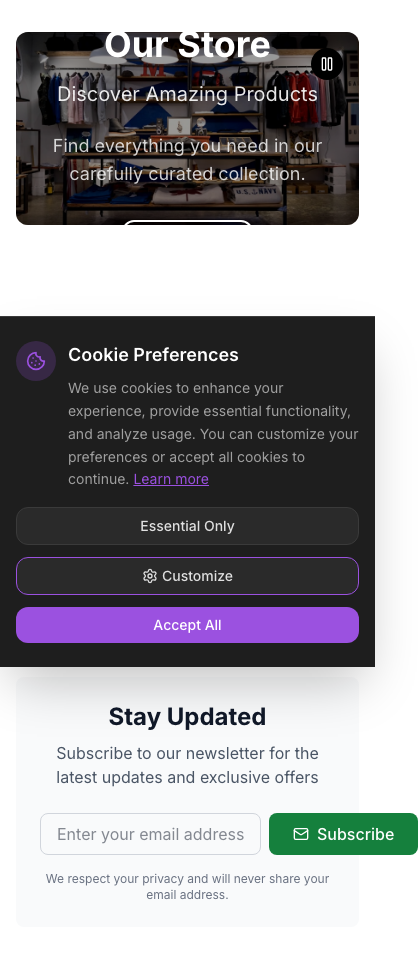 Our Store
Discover Amazing Products
Find everything you need in our
carefully curated collection.
U.S. NAVY
Cookie Preferences
We use cookies to enhance your
experience, provide essential functionality,
and analyze usage. You can customize your
preferences or accept all cookies to
continue. Learn more
Essential Only
Customize
Accept All
Stay Updated
Subscribe to our newsletter for the
latest updates and exclusive offers
Enter your email address
Subscribe
We respect your privacy and will never share your
email address.